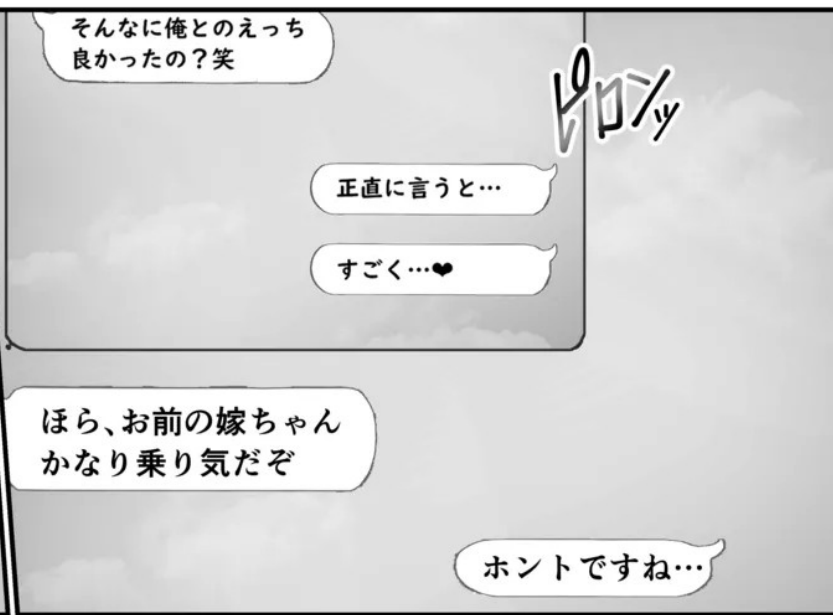 そんなに俺とのえっち
良かったの？笑
ピロンッ
正直に言うと…
すごく…❤
ほら、お前の嫁ちゃん
かなり乗り気だぞ
ホントですね…